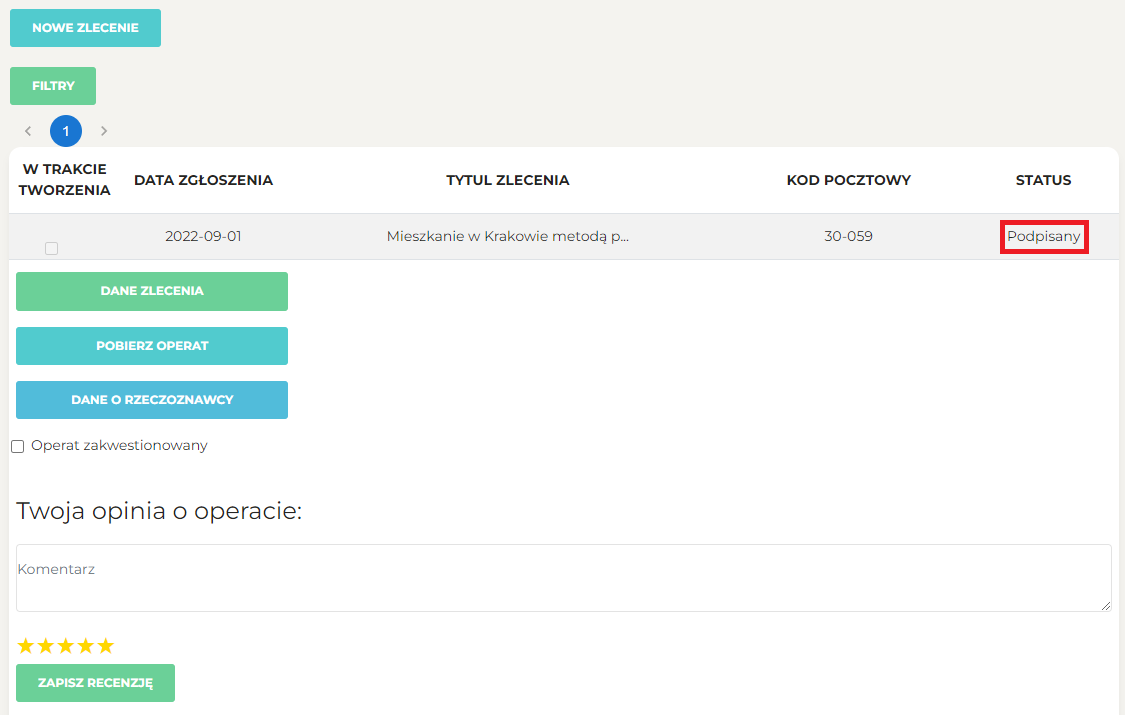 NOWE ZLECENIE
FILTRY
1
W TRAKCIE TWORZENIA DATA ZGŁOSZENIA TYTUL ZLECENIA KOD POCZTOWY STATUS
2022-09-01 Mieszkanie w Krakowie metodą p... 30-059 Podpisany
DANE ZLECENIA
POBIERZ OPERAT
DANE O RZECZOZNAWCY
Operat zakwestionowany
Twoja opinia o operacie:
Komentarz
ZAPISZ RECENZJĘ